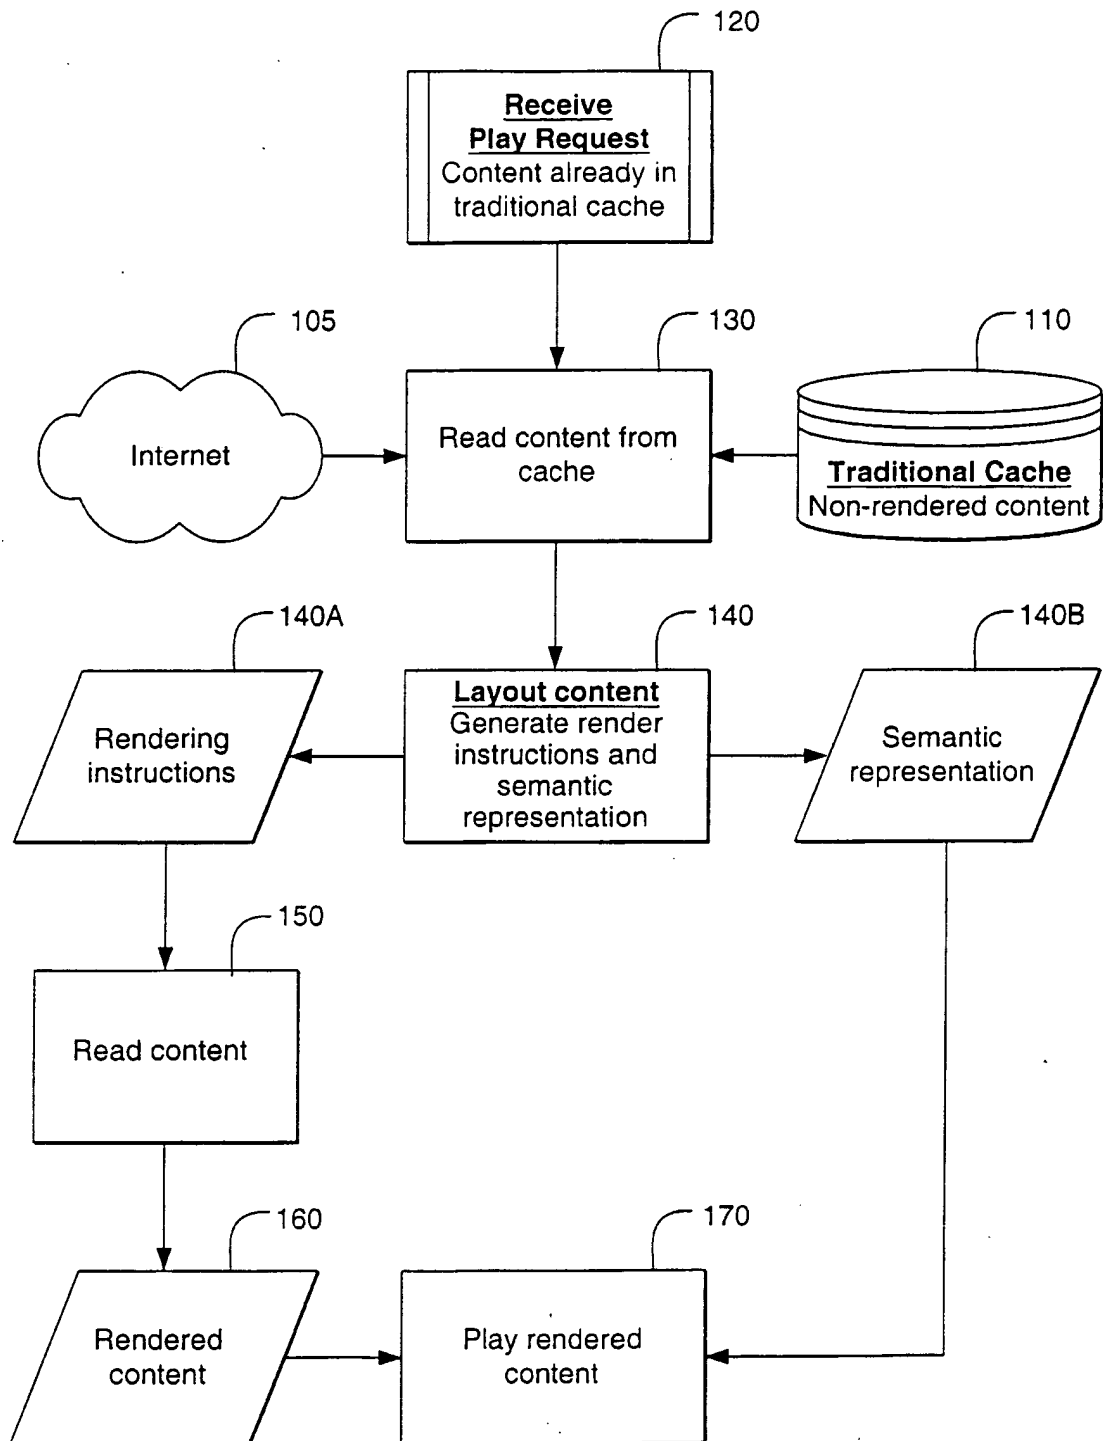 120
Receive
Play Request
Content already in
traditional cache
105
130
110
Internet
Read content from
cache
Traditional Cache
Non-rendered content
140A
140
140B
Rendering
instructions
Layout content
Generate render
instructions and
semantic
representation
Semantic
representation
150
Read content
160
170
Rendered
content
Play rendered
content